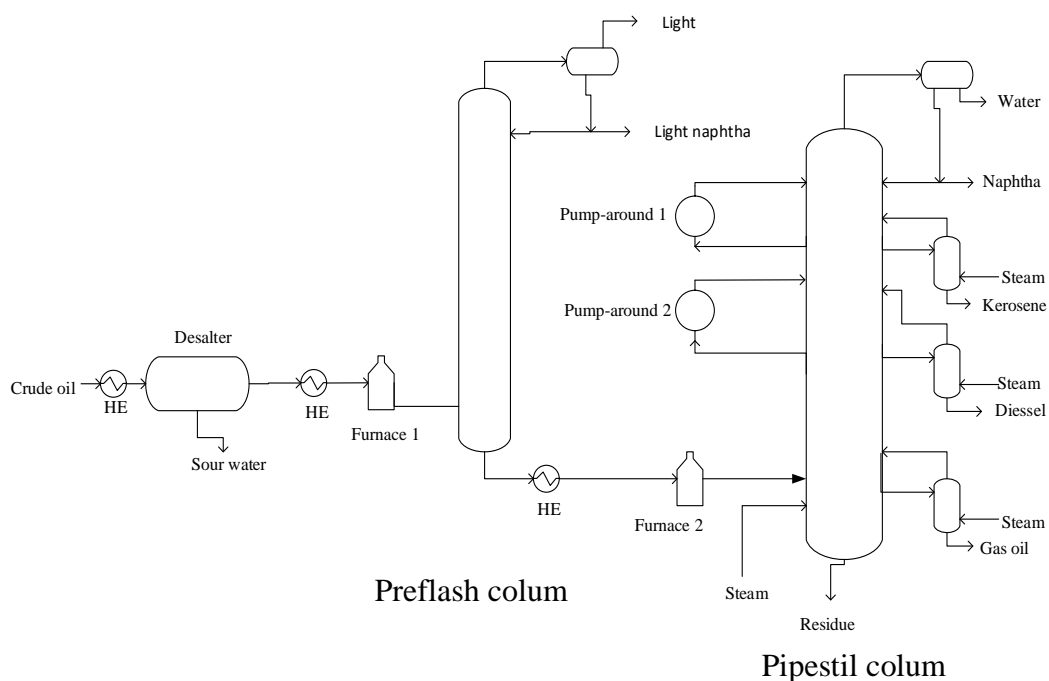 Light
Light naphtha
Water
Naphtha
Pump-around 1
Steam
Kerosene
Pump-around 2
Desalter
Crude oil
HE
HE
Furnace 1
Steam
Diessel
Sour water
HE
Furnace 2
Steam
Gas oil
Preflash colum
Steam
Residue
Pipestil colum